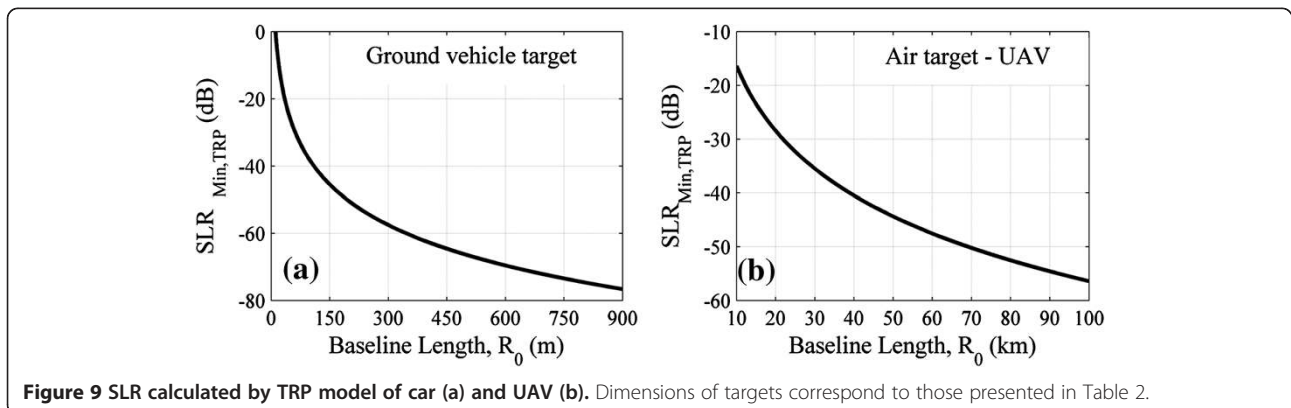 0
-20
-40
-60
-80
SLR Min,TRP (dB)
Ground vehicle target
(a)
0 150 300 450 600 750 900
Baseline Length, R0 (m)
-10
-20
-30
-40
-50
-60
SLR Min,TRP (dB)
Air target - UAV
(b)
10 20 30 40 50 60 70 80 90 100
Baseline Length, R0 (km)
Figure 9 SLR calculated by TRP model of car (a) and UAV (b). Dimensions of targets correspond to those presented in Table 2.